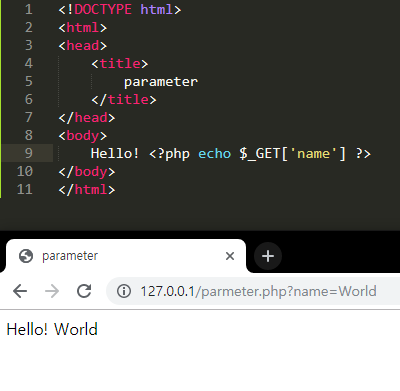 1 <!DOCTYPE html>
2 <html>
3 <head>
4 <title>
5 parameter
6 </title>
7 </head>
8 <body>
9 Hello! <?php echo $_GET['name'] ?>
10 </body>
11 </html>
parameter
127.0.0.1/parmeter.php?name=World
Hello! World